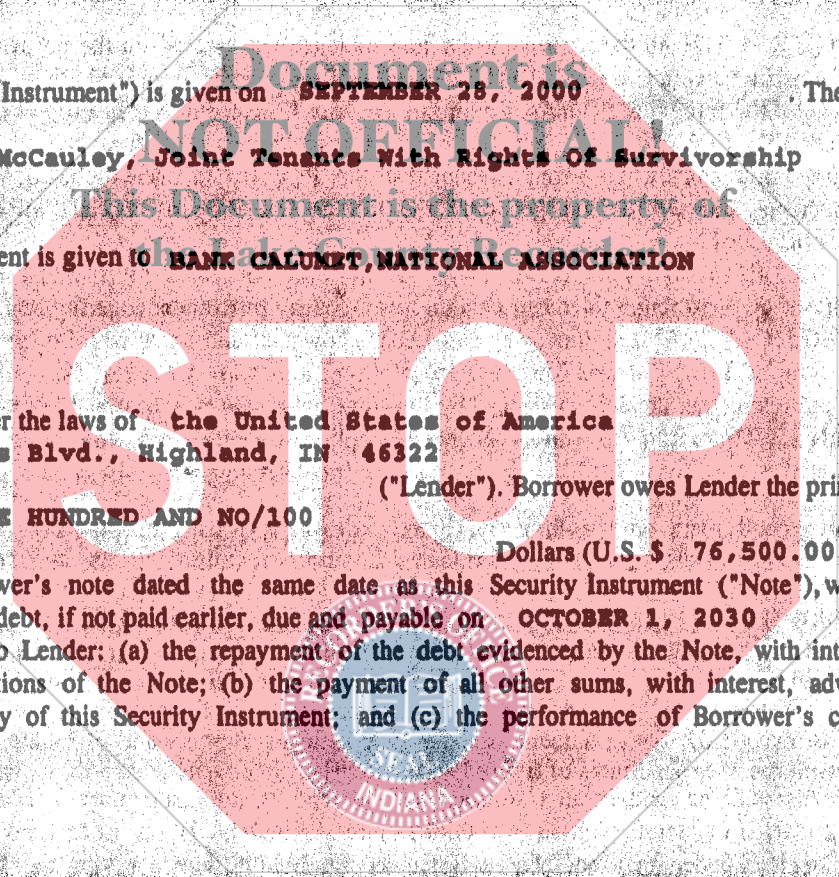 Document is
Instrument") is given on SEPTEMBER 28, 2000 . The
NOT OFFICIAL!
McCauley, Joint Tenants With Rights Of Survivorship
This Document is the property of
ent is given to BANK CALUMET, NATIONAL ASSOCIATION
the Lake County Recorder!
STOP
er the laws of the United States of America
s Blvd., Highland, IN 46322
("Lender"). Borrower owes Lender the pri
E HUNDRED AND NO/100
Dollars (U.S. $ 76,500.00
wer's note dated the same date as this Security Instrument ("Note"), w
debt, if not paid earlier, due and payable on OCTOBER 1, 2030
o Lender: (a) the repayment of the debt evidenced by the Note, with int
ions of the Note; (b) the payment of all other sums, with interest, adv
y of this Security Instrument; and (c) the performance of Borrower's c
RECORDER'S OFFICE
SEAL
INDIANA